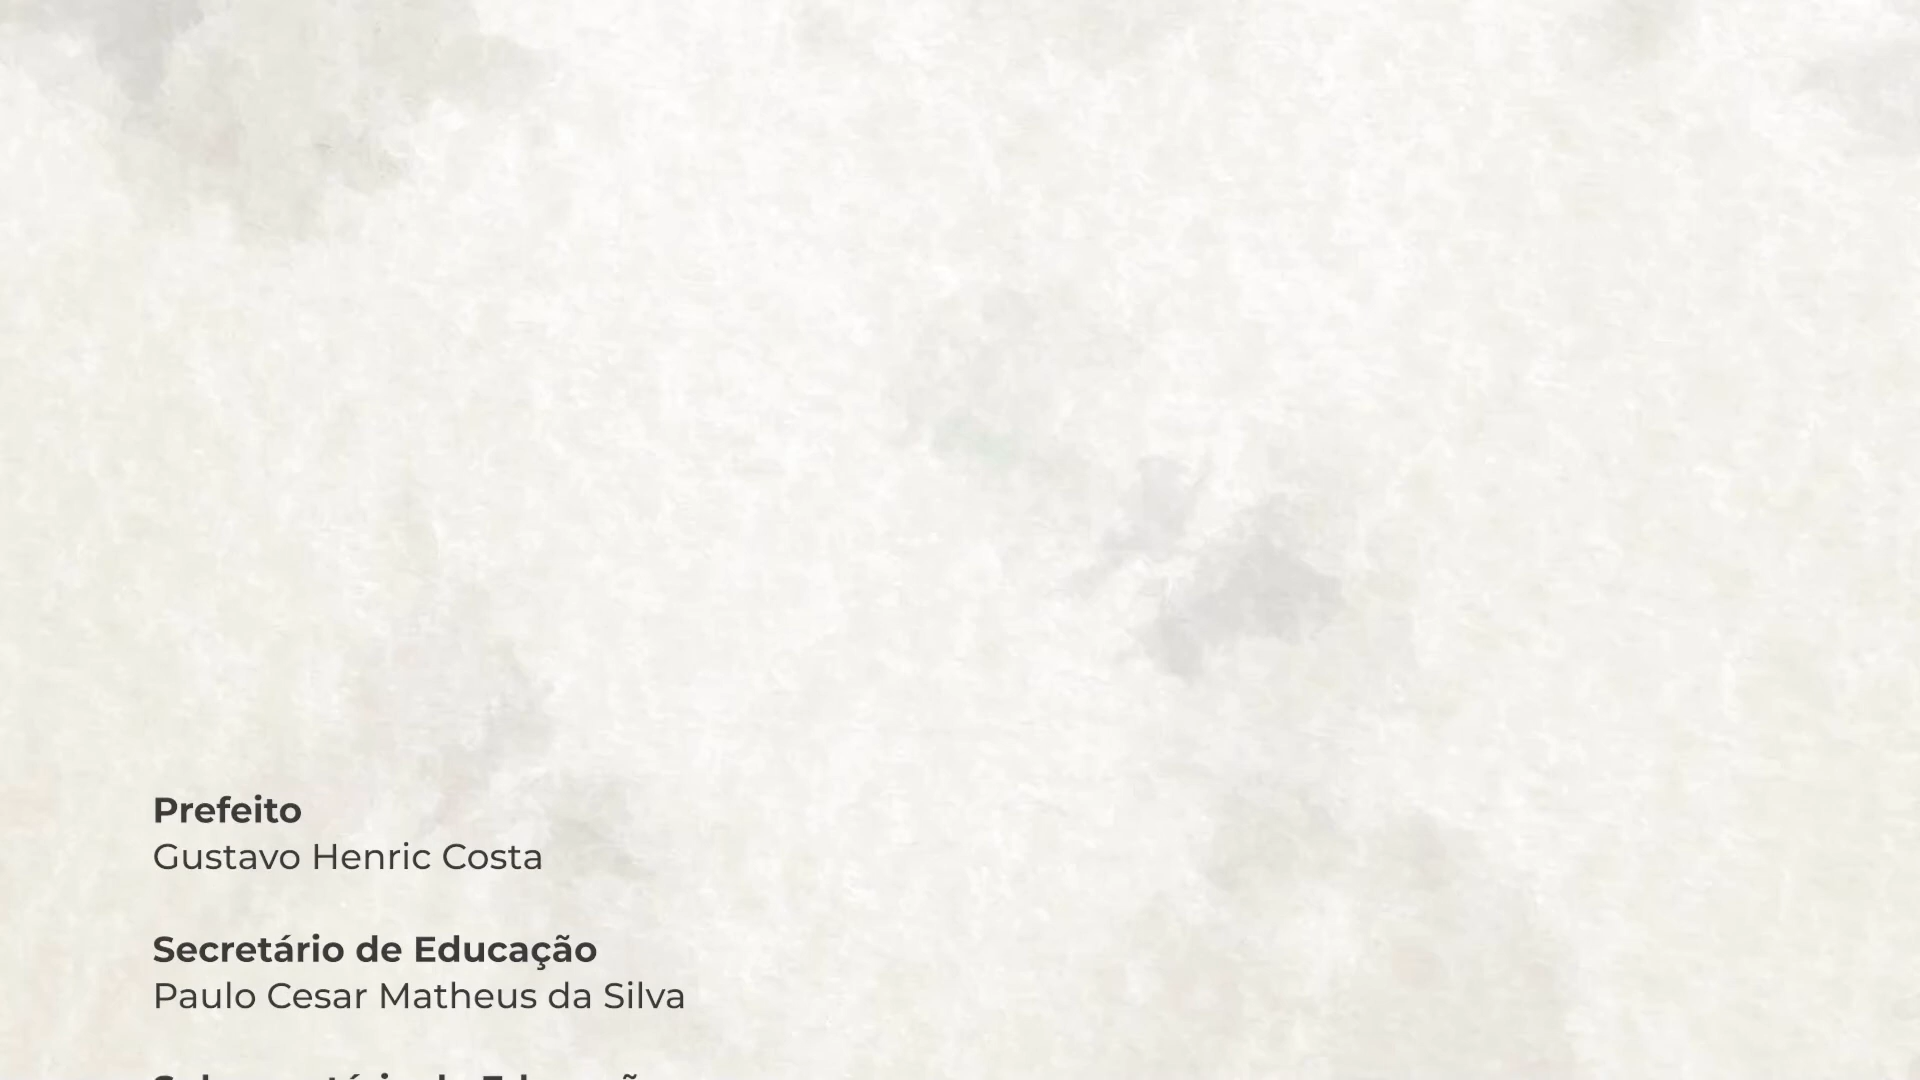 Prefeito
Gustavo Henric Costa
Secretário de Educação
Paulo Cesar Matheus da Silva